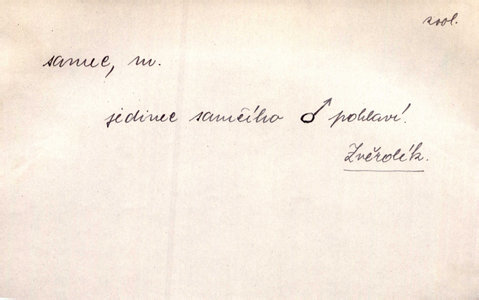 zool.
samec, m.
jedinec samčího ♂ pohlaví.
Zvěrolék.